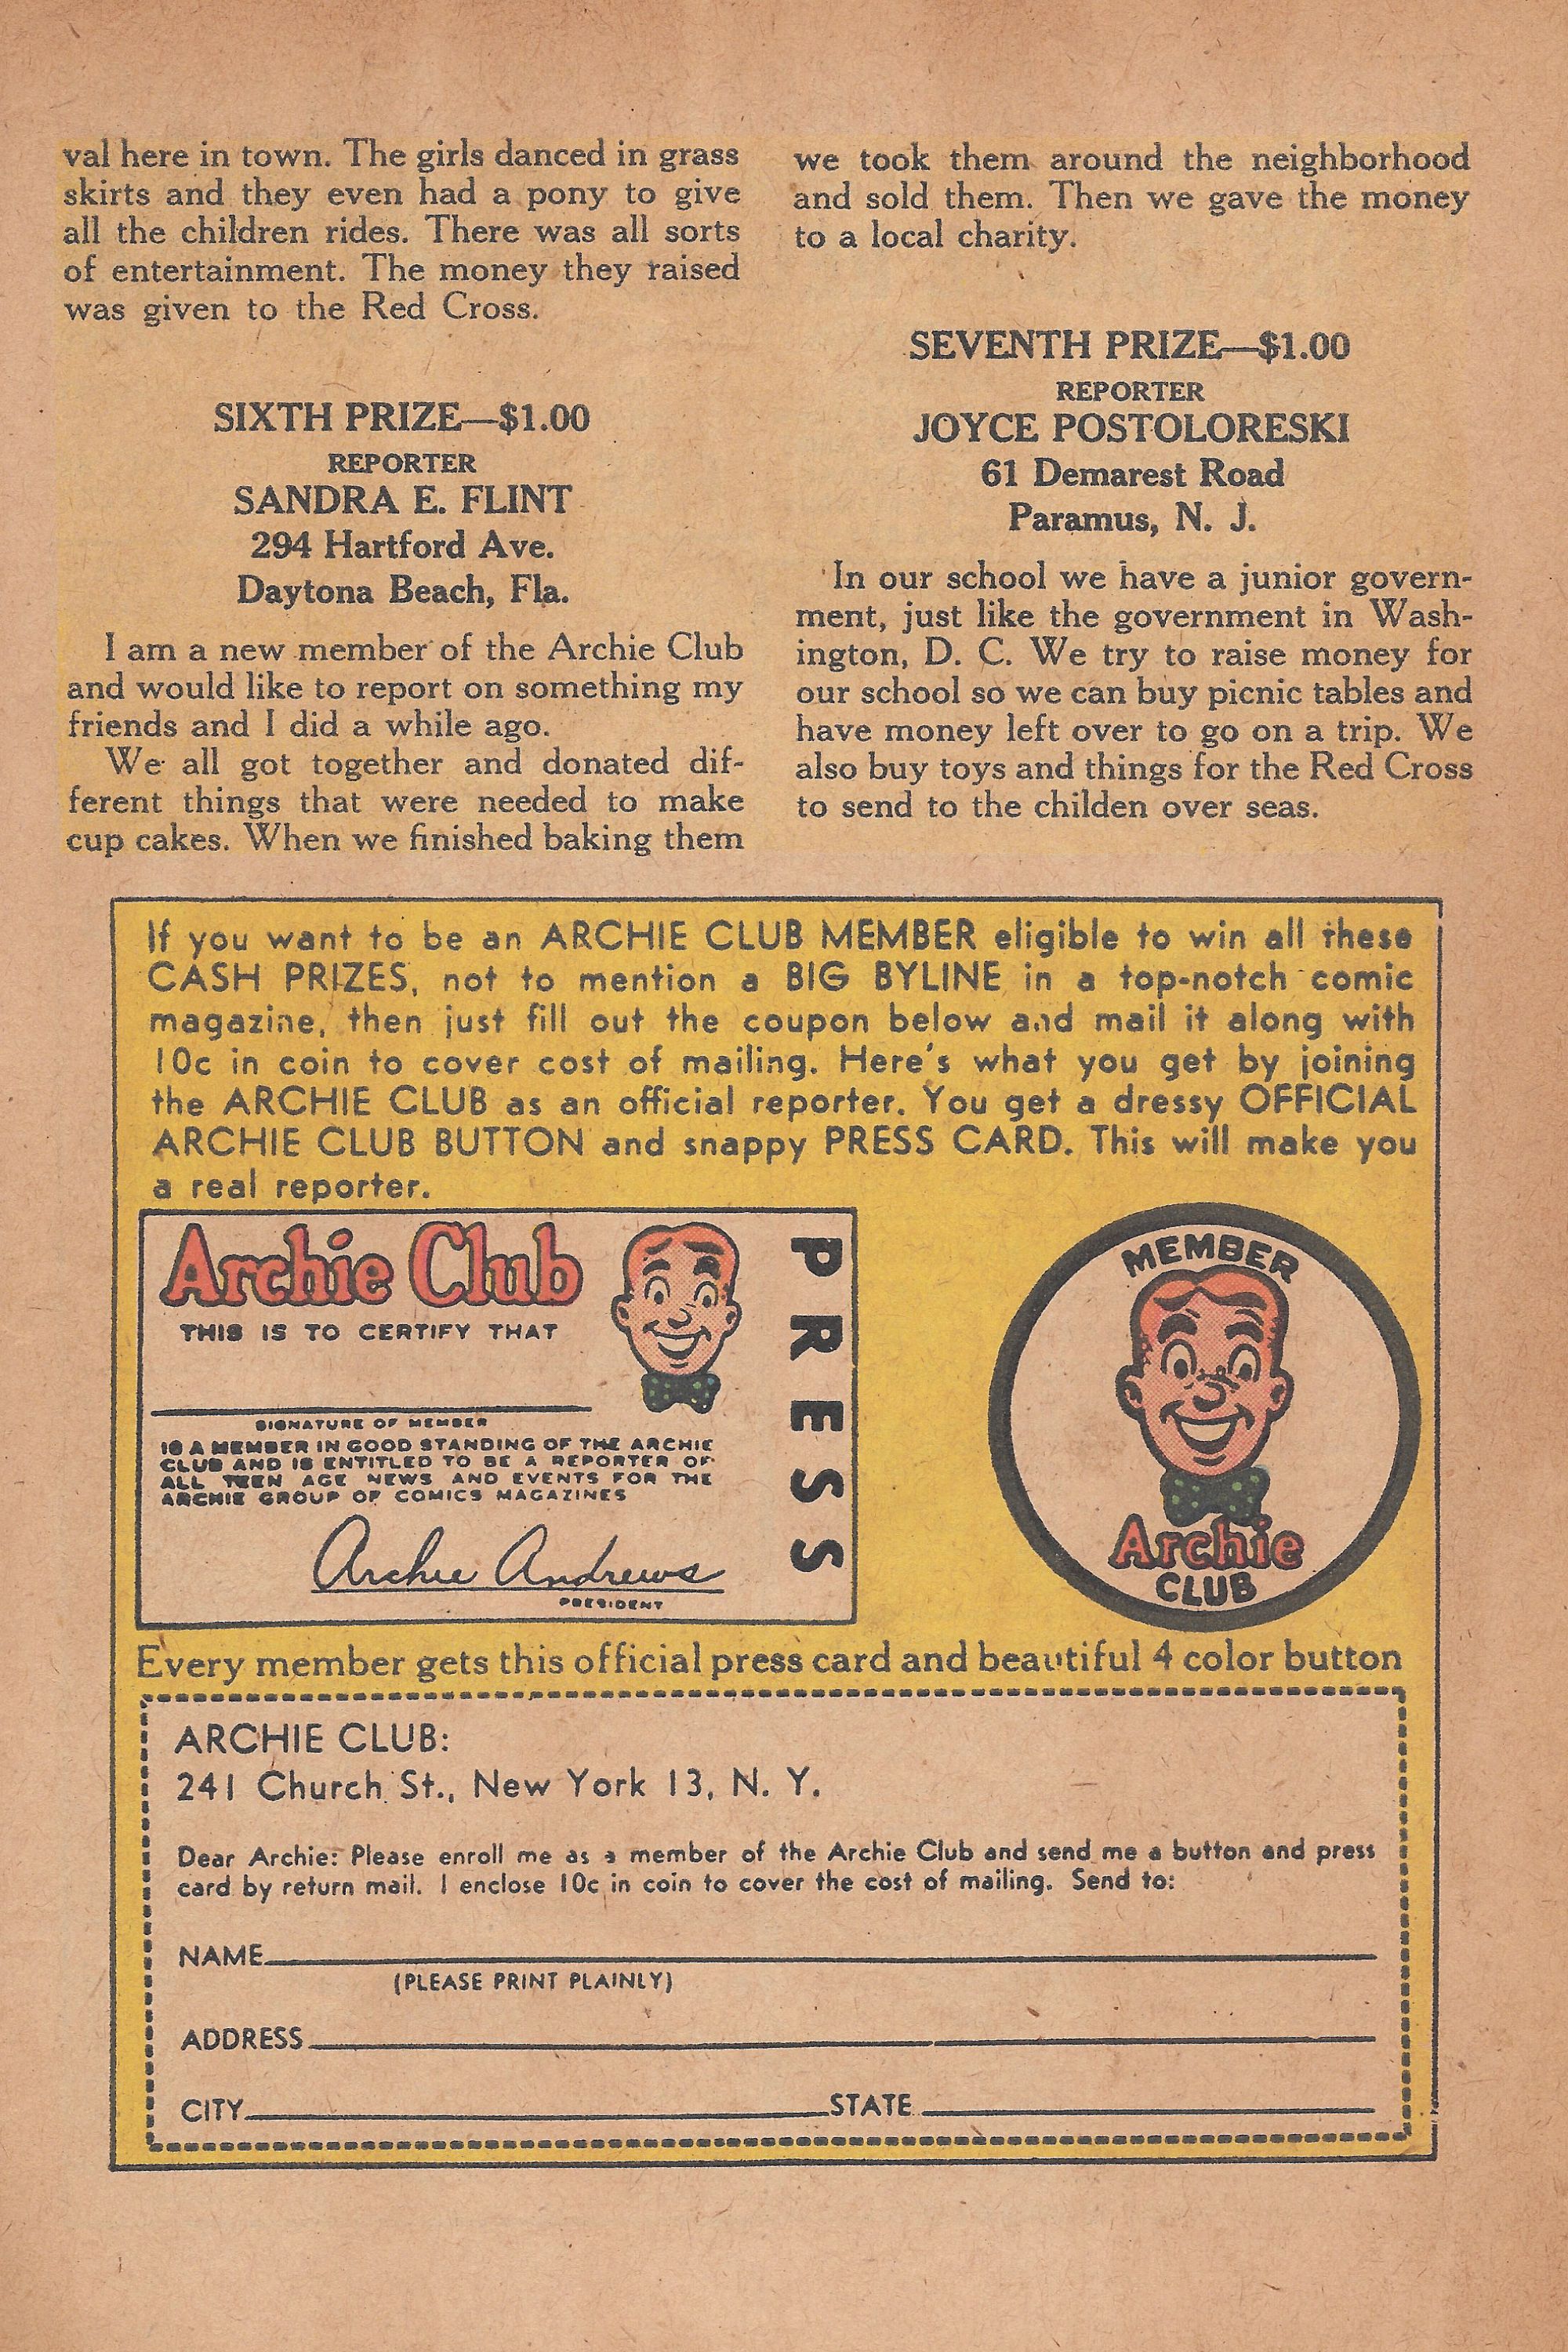 val here in town. The girls danced in grass
skirts and they even had a pony to give
all the children rides. There was all sorts
of entertainment. The money they raised
was given to the Red Cross.
SIXTH PRIZE—$1.00
REPORTER
SANDRA E. FLINT
294 Hartford Ave.
Daytona Beach, Fla.
I am a new member of the Archie Club
and would like to report on something my
friends and I did a while ago.
We all got together and donated dif-
ferent things that were needed to make
cup cakes. When we finished baking them
we took them around the neighborhood
and sold them. Then we gave the money
to a local charity.
SEVENTH PRIZE—$1.00
REPORTER
JOYCE POSTOLORESKI
61 Demarest Road
Paramus, N. J.
In our school we have a junior govern-
ment, just like the government in Wash-
ington, D. C. We try to raise money for
our school so we can buy picnic tables and
have money left over to go on a trip. We
also buy toys and things for the Red Cross
to send to the childen over seas.
If you want to be an ARCHIE CLUB MEMBER eligible to win all these
CASH PRIZES, not to mention a BIG BYLINE in a top-notch comic
magazine, then just fill out the coupon below and mail it along with
10c in coin to cover cost of mailing. Here's what you get by joining
the ARCHIE CLUB as an official reporter. You get a dressy OFFICIAL
ARCHIE CLUB BUTTON and snappy PRESS CARD. This will make you
a real reporter.
Archie Club
THIS IS TO CERTIFY THAT
SIGNATURE OF MEMBER
IS A MEMBER IN GOOD STANDING OF THE ARCHIE
CLUB AND IS ENTITLED TO BE A REPORTER OF
ALL TEEN AGE NEWS AND EVENTS FOR THE
ARCHIE GROUP OF COMICS MAGAZINES
Archie Andrews
PRESIDENT
PRESS
MEMBER
Archie
CLUB
Every member gets this official press card and beautiful 4 color button
ARCHIE CLUB:
241 Church St., New York 13, N. Y.
Dear Archie: Please enroll me as a member of the Archie Club and send me a button and press
card by return mail. I enclose 10c in coin to cover the cost of mailing. Send to:
NAME
(PLEASE PRINT PLAINLY)
ADDRESS
CITY STATE